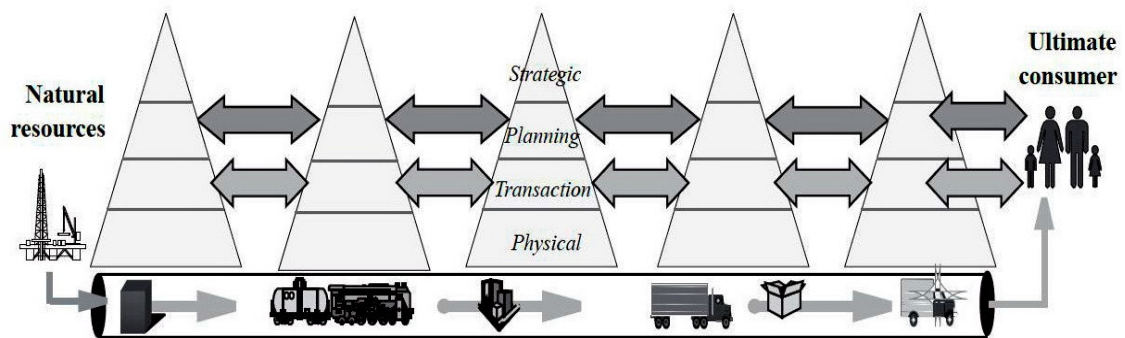 Natural
resources
Strategic
Planning
Transaction
Physical
Ultimate
consumer